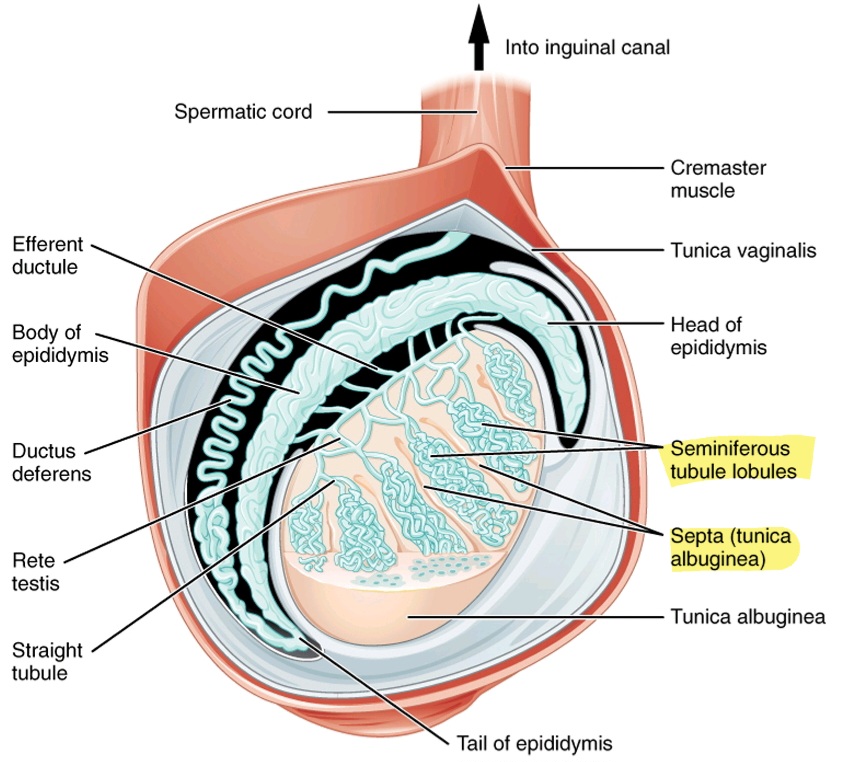 Into inguinal canal
Spermatic cord
Cremaster
muscle
Efferent
ductule
Tunica vaginalis
Body of
epididymis
Head of
epididymis
Ductus
deferens
Seminiferous
tubule lobules
Rete
testis
Septa (tunica
albuginea)
Straight
tubule
Tunica albuginea
Tail of epididymis